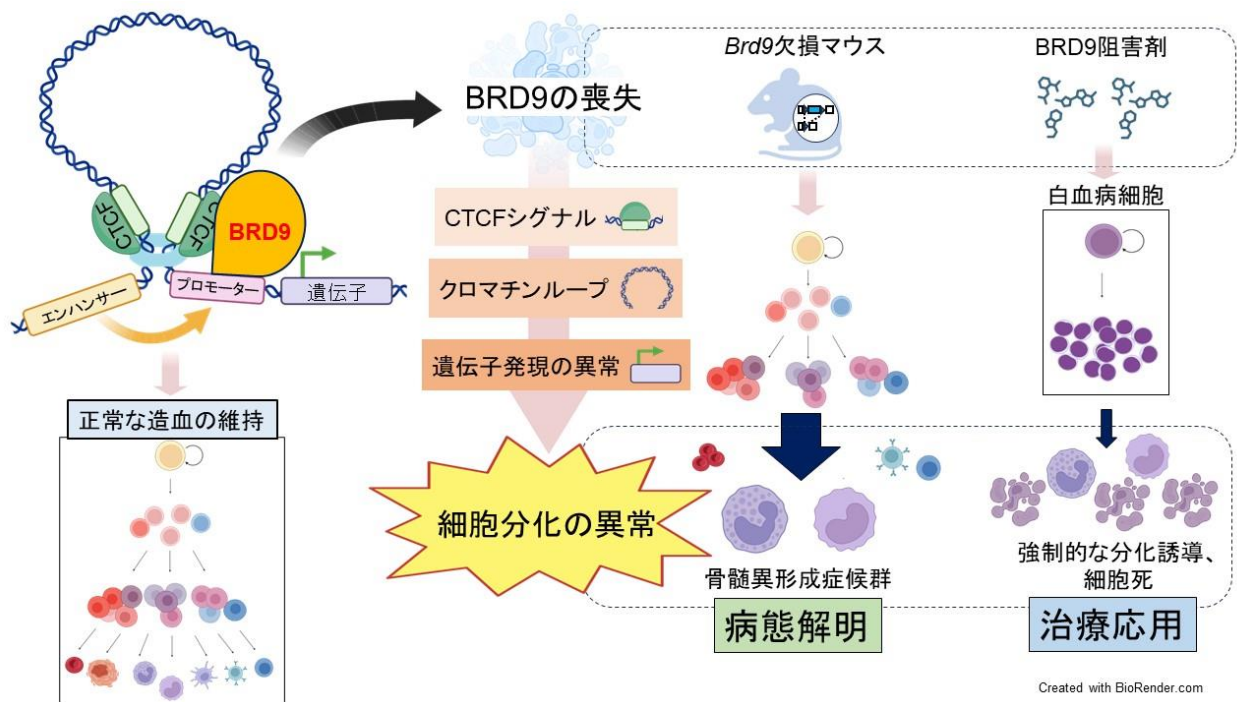 CTCF
CTCF
BRD9
エンハンサー
プロモーター
遺伝子
正常な造血の維持
BRD9の喪失
CTCFシグナル
クロマチンループ
遺伝子発現の異常
細胞分化の異常
Brd9欠損マウス
骨髄異形成症候群
病態解明
BRD9阻害剤
白血病細胞
強制的な分化誘導、
細胞死
治療応用
Created with BioRender.com